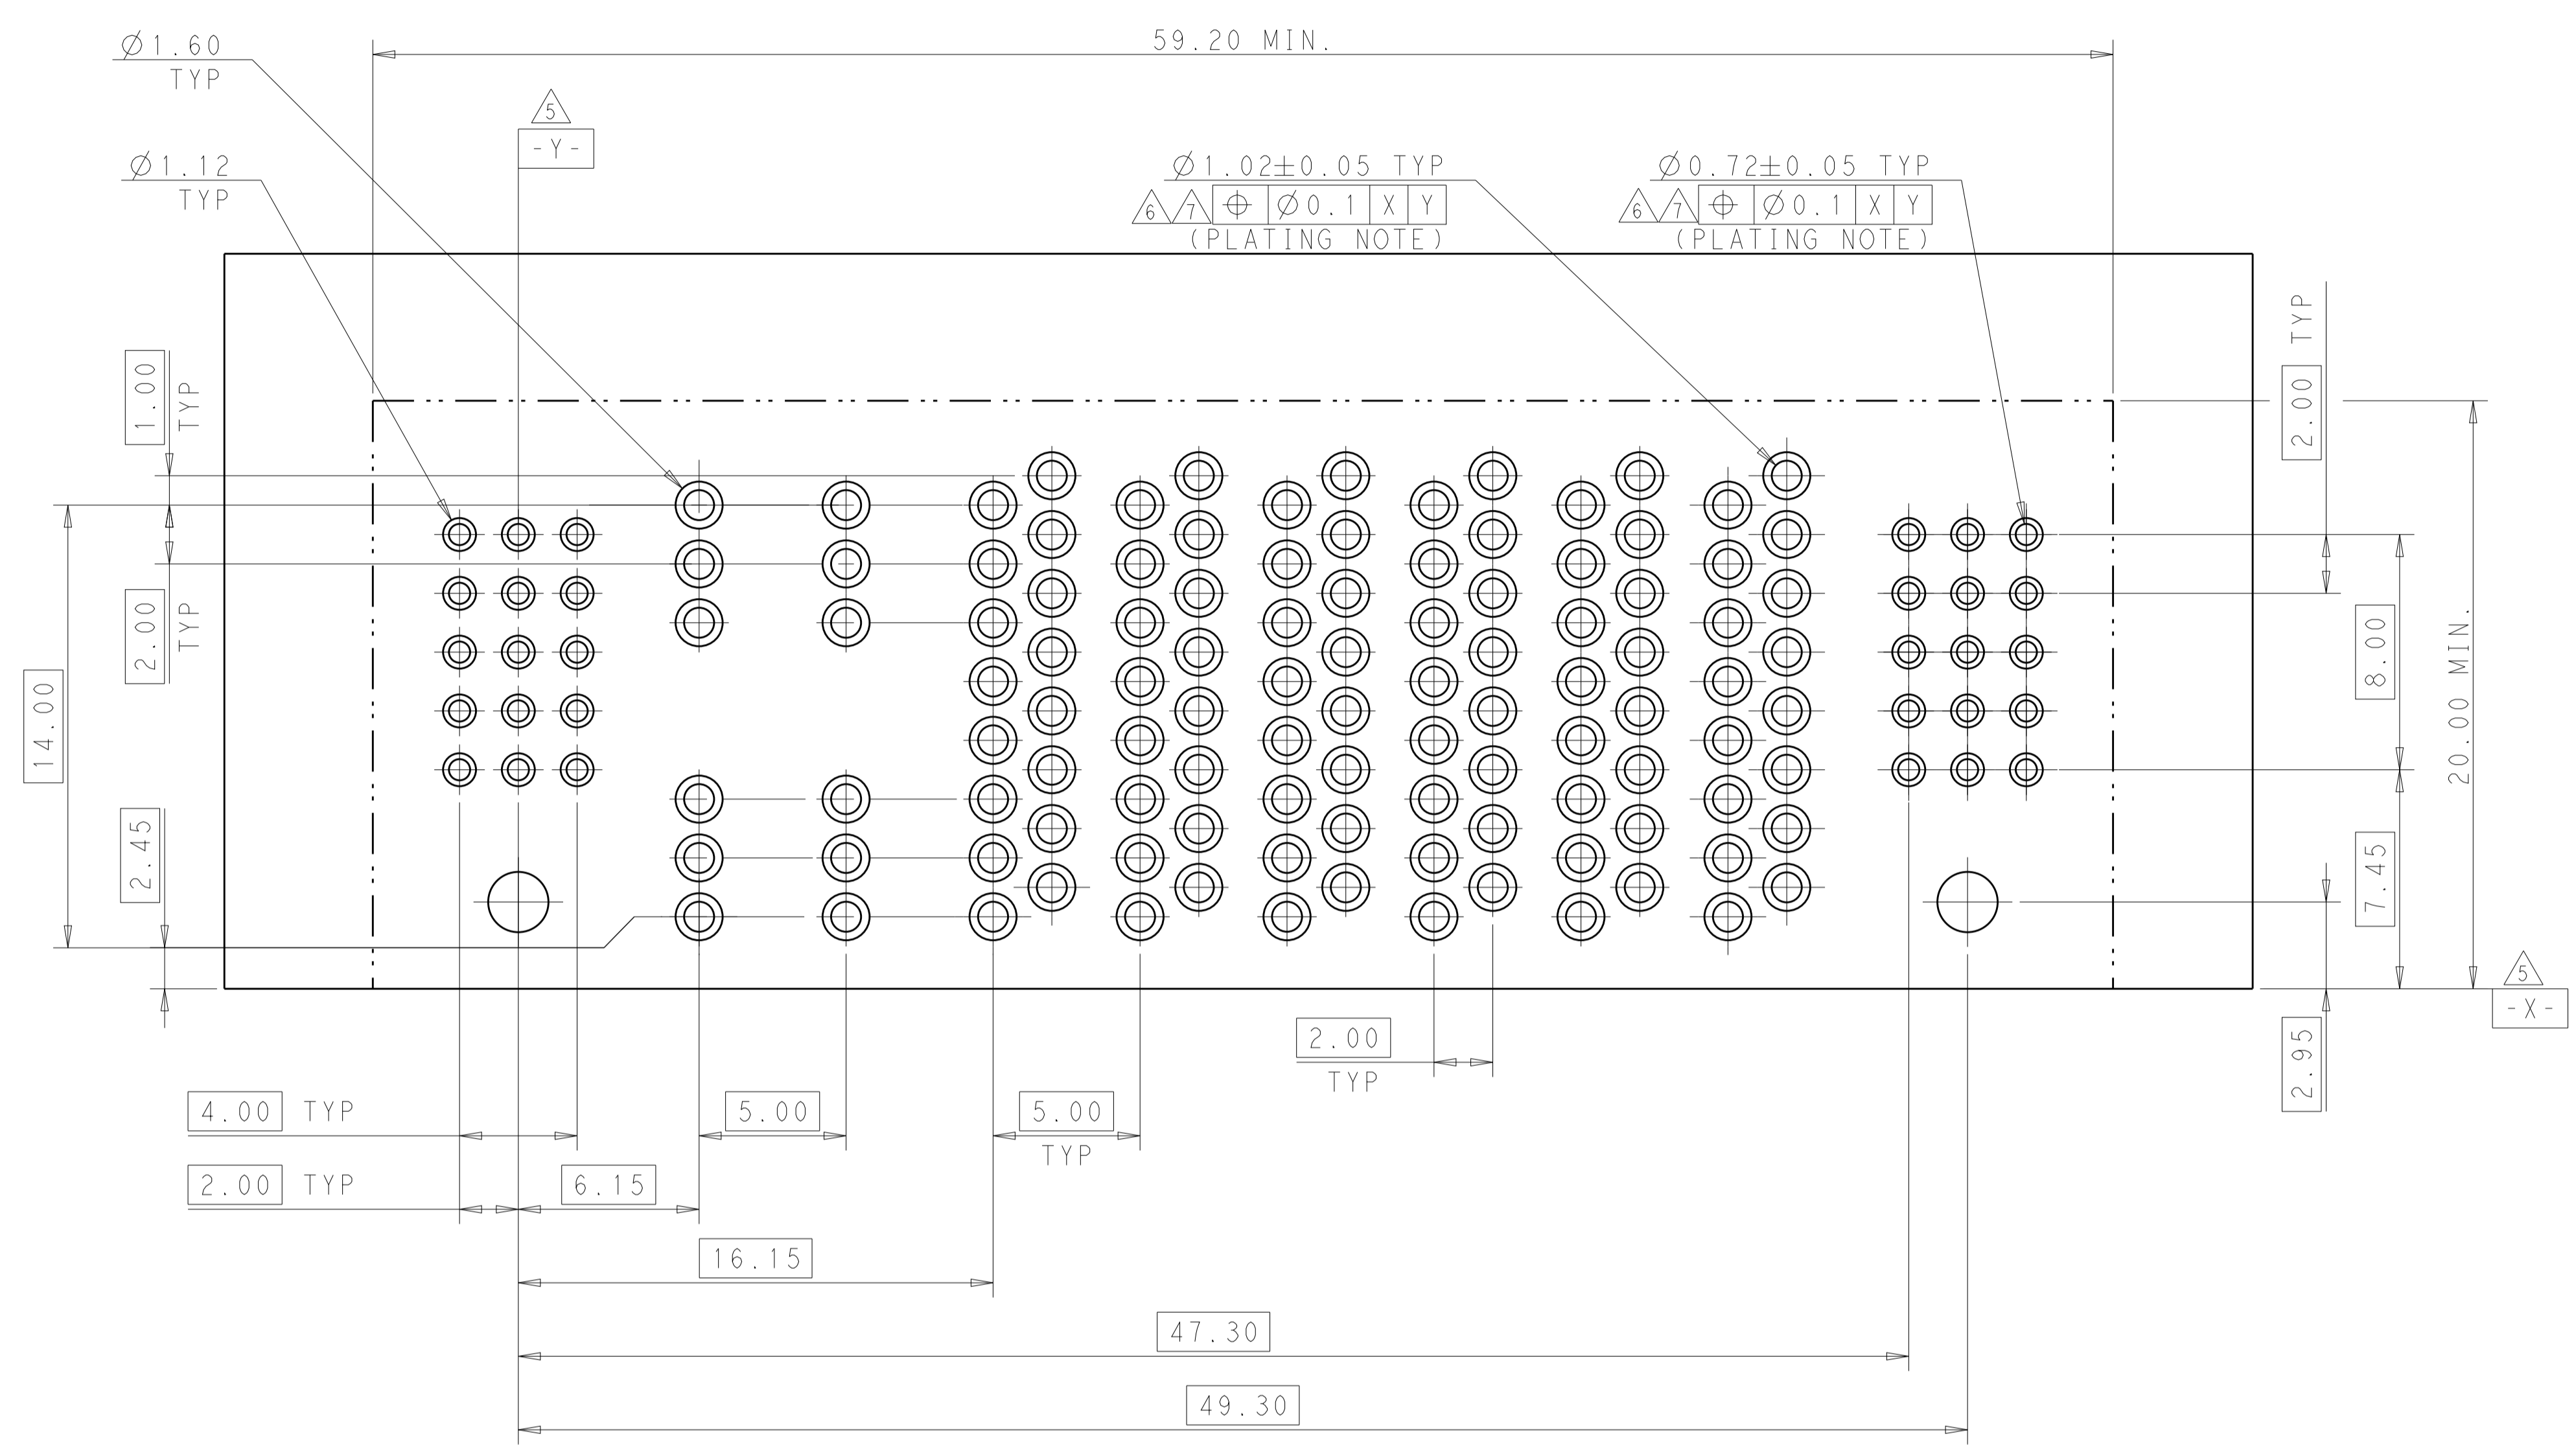 59.20 MIN.
Ø1.60
TYP
5
-Y-
Ø1.12
TYP
Ø1.02±0.05 TYP
6 7 ⌖ Ø0.1 X Y
(PLATING NOTE)
Ø0.72±0.05 TYP
6 7 ⌖ Ø0.1 X Y
(PLATING NOTE)
1.00
TYP
2.00
TYP
14.00
2.45
2.00 TYP
8.00
20.00 MIN.
7.45
5
-X-
2.95
2.00
TYP
4.00 TYP
5.00
5.00
TYP
2.00 TYP
6.15
16.15
47.30
49.30